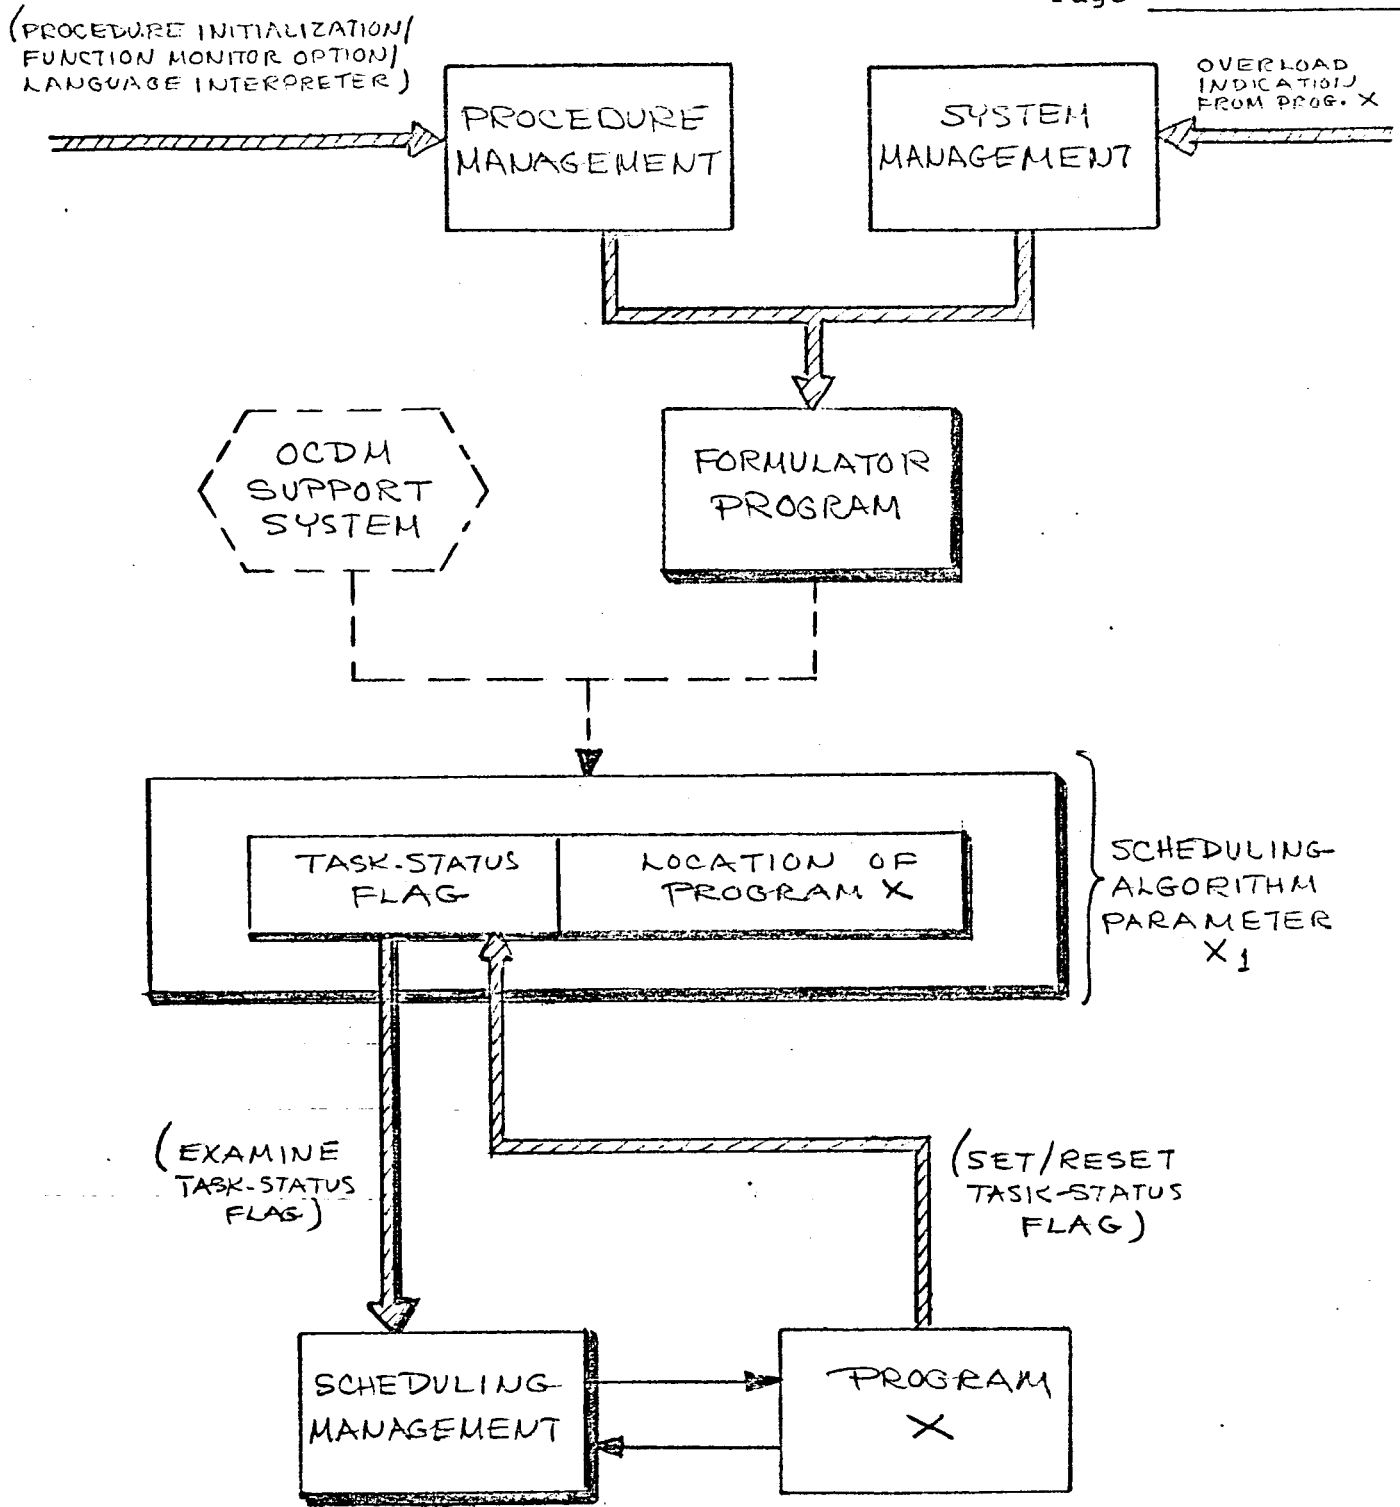 Page
(PROCEDURE INITIALIZATION/
FUNCTION MONITOR OPTION/
LANGUAGE INTERPRETER)
PROCEDURE
MANAGEMENT
SYSTEM
MANAGEMENT
OVERLOAD
INDICATION
FROM PROG. X
OCDM
SUPPORT
SYSTEM
FORMULATOR
PROGRAM
TASK-STATUS
FLAG
LOCATION OF
PROGRAM X
SCHEDULING-
ALGORITHM
PARAMETER
X1
(EXAMINE
TASK-STATUS
FLAG)
(SET/RESET
TASK-STATUS
FLAG)
SCHEDULING
MANAGEMENT
PROGRAM
X